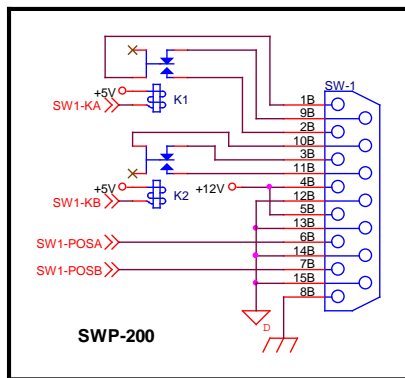 SW-1
+5V
K1
SW1-KA
1B
9B
2B
10B
3B
11B
+5V
K2
SW1-KB
+12V
4B
12B
5B
13B
SW1-POSA
6B
14B
SW1-POSB
7B
15B
8B
D
SWP-200